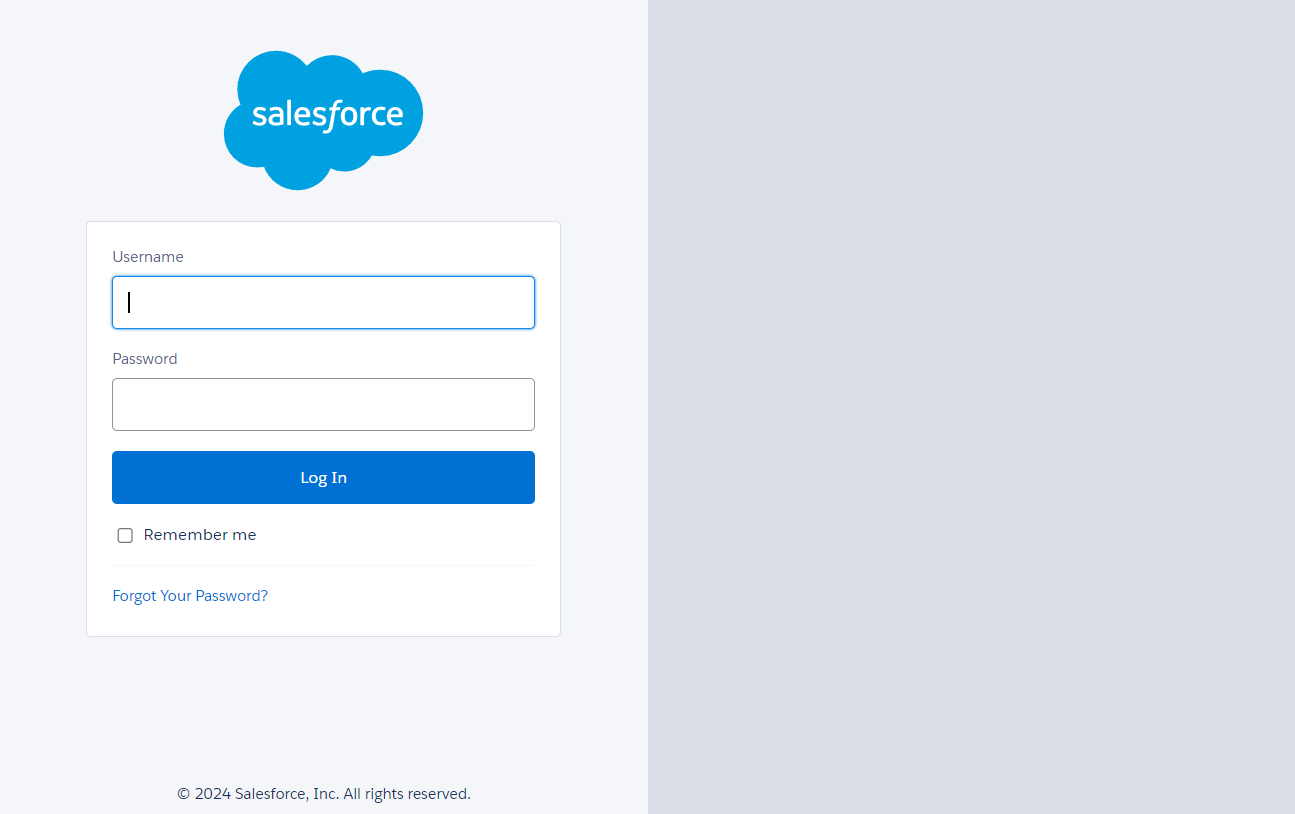 salesforce
Username
Password
Log In
Remember me
Forgot Your Password?
© 2024 Salesforce, Inc. All rights reserved.